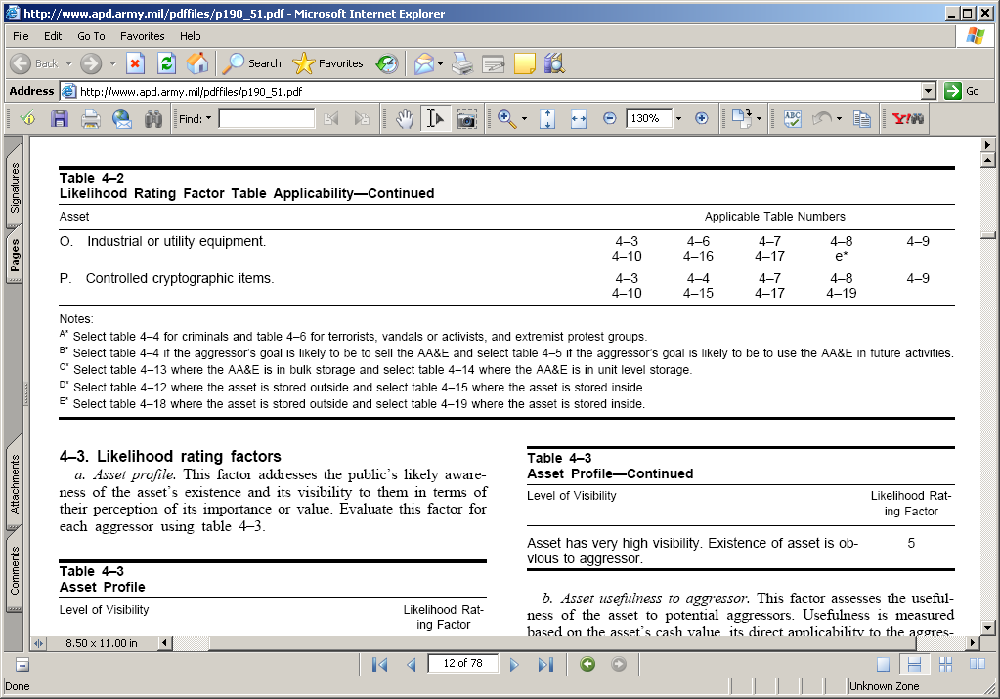 http://www.apd.army.mil/pdffiles/p190_51.pdf - Microsoft Internet Explorer
File Edit Go To Favorites Help
Back Search Favorites
Address http://www.apd.army.mil/pdffiles/p190_51.pdf Go
Find: 130% ABC Y!
Signatures
Pages
Attachments
Comments
Table 4–2
Likelihood Rating Factor Table Applicability—Continued
Asset Applicable Table Numbers
O. Industrial or utility equipment. 4–3 4–6 4–7 4–8 4–9
4–10 4–16 4–17 e*
P. Controlled cryptographic items. 4–3 4–4 4–7 4–8 4–9
4–10 4–15 4–17 4–19
Notes:
A* Select table 4–4 for criminals and table 4–6 for terrorists, vandals or activists, and extremist protest groups.
B* Select table 4–4 if the aggressor's goal is likely to be to sell the AA&E and select table 4–5 if the aggressor's goal is likely to be to use the AA&E in future activities.
C* Select table 4–13 where the AA&E is in bulk storage and select table 4–14 where the AA&E is in unit level storage.
D* Select table 4–12 where the asset is stored outside and select table 4–15 where the asset is stored inside.
E* Select table 4–18 where the asset is stored outside and select table 4–19 where the asset is stored inside.
4–3. Likelihood rating factors
a. Asset profile. This factor addresses the public's likely aware-
ness of the asset's existence and its visibility to them in terms of
their perception of its importance or value. Evaluate this factor for
each aggressor using table 4–3.
Table 4–3
Asset Profile
Level of Visibility Likelihood Rat-
ing Factor
Table 4–3
Asset Profile—Continued
Level of Visibility Likelihood Rat-
ing Factor
Asset has very high visibility. Existence of asset is ob- 5
vious to aggressor.
b. Asset usefulness to aggressor. This factor assesses the useful-
ness of the asset to potential aggressors. Usefulness is measured
based on the asset's cash value, its direct applicability to the aggres-
8.50 x 11.00 in
12 of 78
Done Unknown Zone